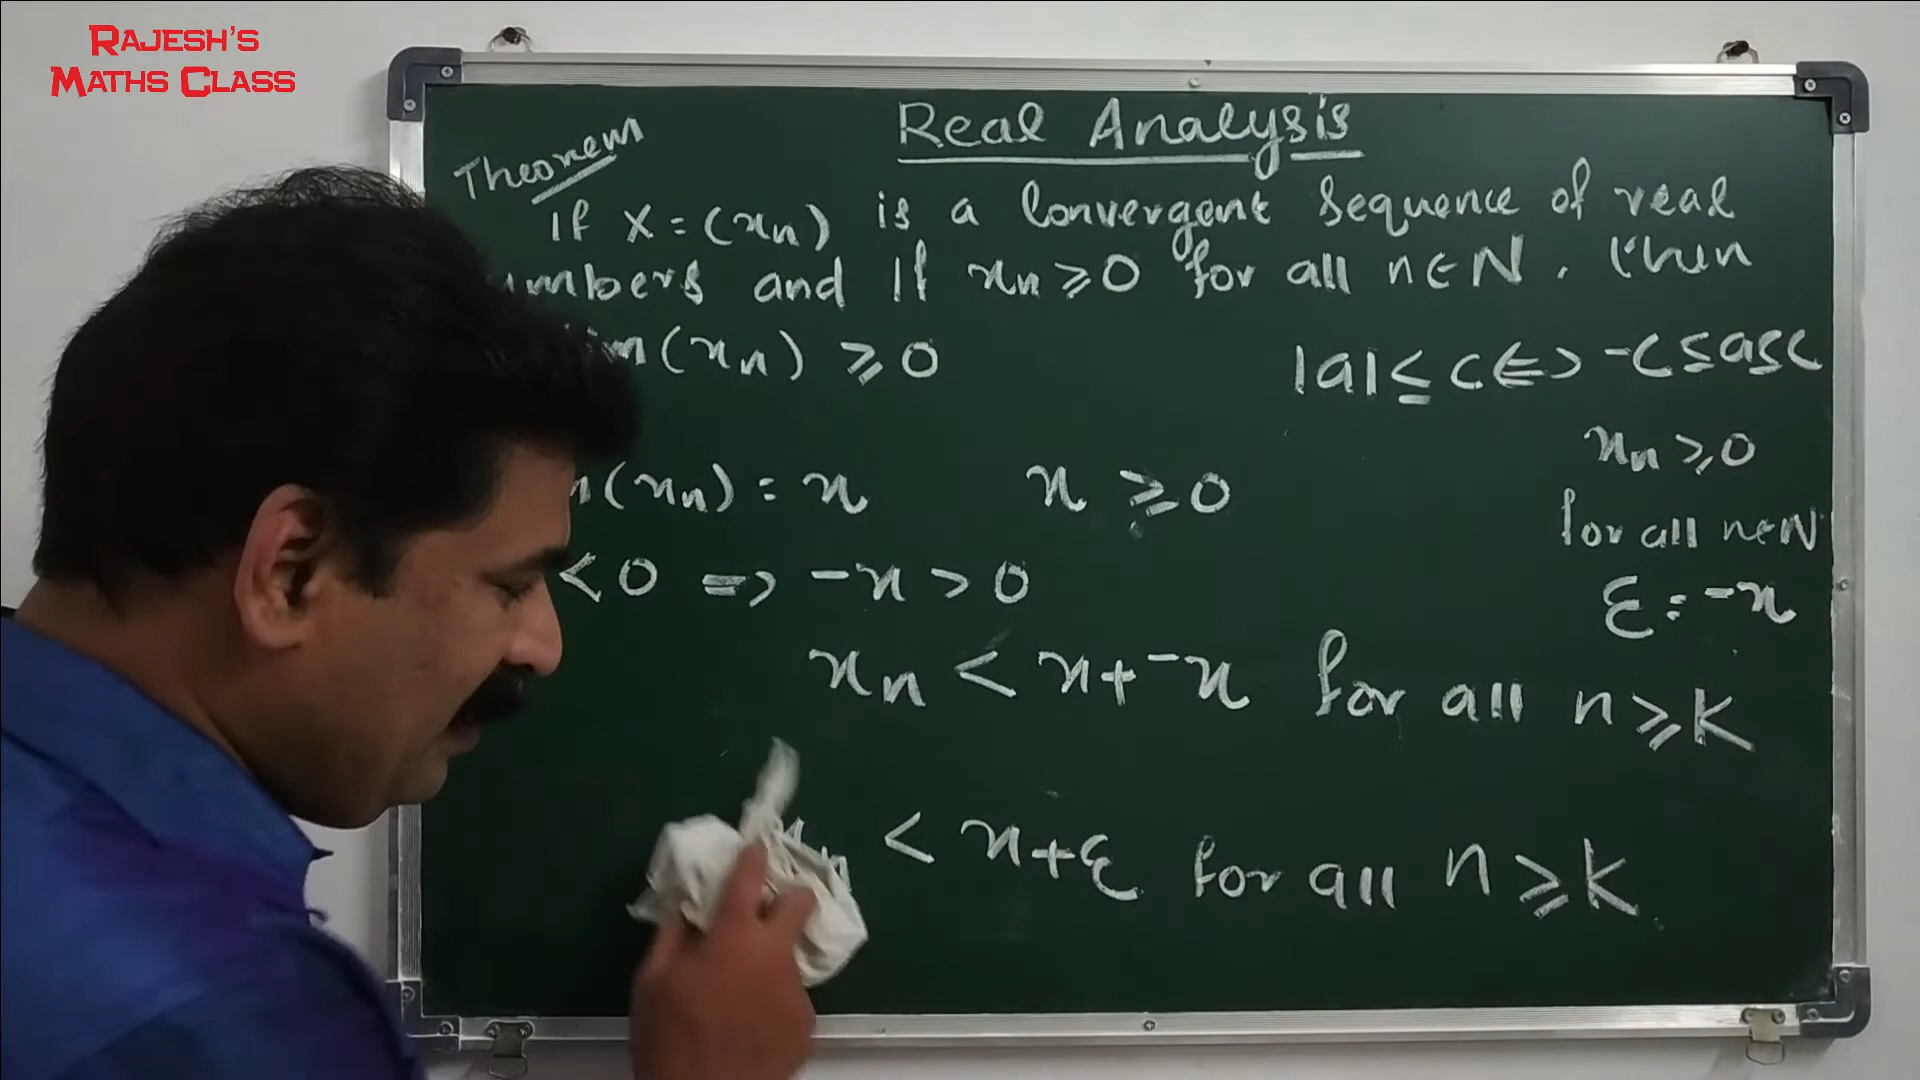 RAJESH'S
MATHS CLASS
Real Analysis
Theorem
If X = (xn) is a Convergent Sequence of real
numbers and If xn ⩾ 0 for all n ∈ N, then
(xn) ⩾ 0
|a| ≤ c ⇔ -c ≤ a ≤ c
xn ⩾ 0
for all n∈N
(xn) = x x ⩾ 0
< 0 => -x > 0
ε = -x
xn < x + -x for all n ⩾ K
< x+ε for all n ⩾ K